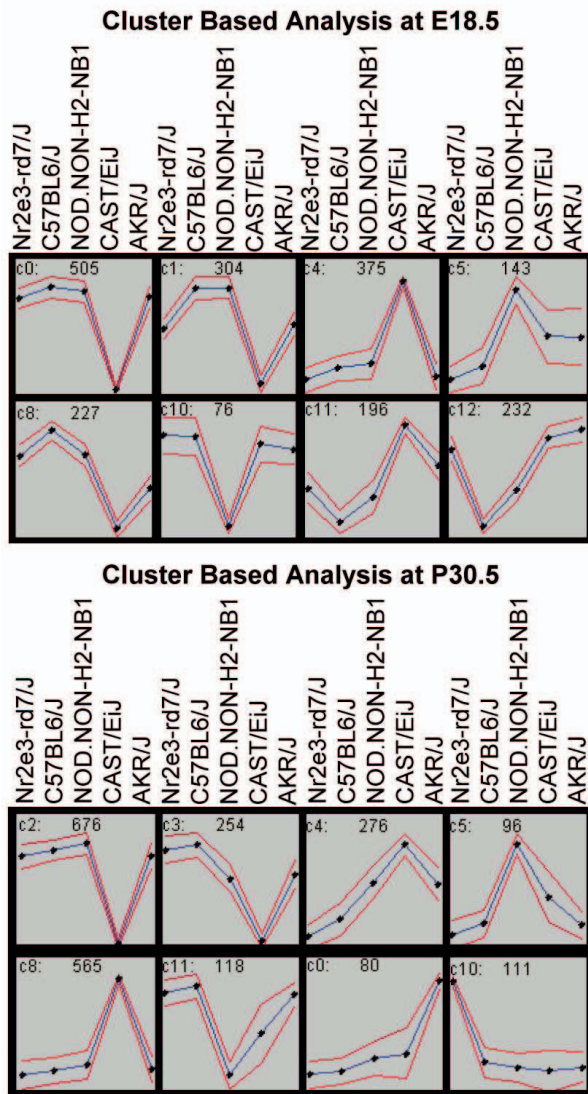 Cluster Based Analysis at E18.5
Nr2e3-rd7/J C57BL6/J NOD.NON-H2-NB1 CAST/EiJ AKR/J Nr2e3-rd7/J C57BL6/J NOD.NON-H2-NB1 CAST/EiJ AKR/J Nr2e3-rd7/J C57BL6/J NOD.NON-H2-NB1 CAST/EiJ AKR/J Nr2e3-rd7/J C57BL6/J NOD.NON-H2-NB1 CAST/EiJ AKR/J
c0: 505 c1: 304 c4: 375 c5: 143
c8: 227 c10: 76 c11: 196 c12: 232
Cluster Based Analysis at P30.5
Nr2e3-rd7/J C57BL6/J NOD.NON-H2-NB1 CAST/EiJ AKR/J Nr2e3-rd7/J C57BL6/J NOD.NON-H2-NB1 CAST/EiJ AKR/J Nr2e3-rd7/J C57BL6/J NOD.NON-H2-NB1 CAST/EiJ AKR/J Nr2e3-rd7/J C57BL6/J NOD.NON-H2-NB1 CAST/EiJ AKR/J
c2: 676 c3: 254 c4: 276 c5: 96
c8: 565 c11: 118 c0: 80 c10: 111